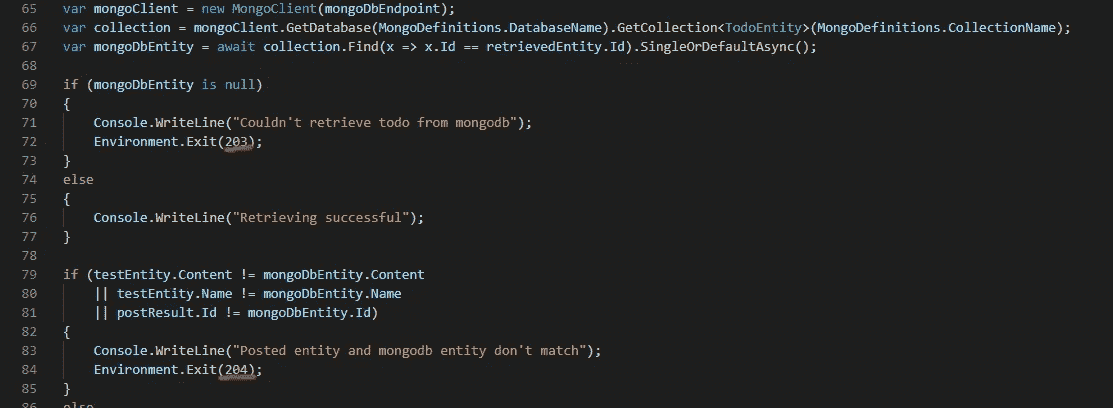 65 var mongoClient = new MongoClient(mongoDbEndpoint);
66 var collection = mongoClient.GetDatabase(MongoDefinitions.DatabaseName).GetCollection<TodoEntity>(MongoDefinitions.CollectionName);
67 var mongoDbEntity = await collection.Find(x => x.Id == retrievedEntity.Id).SingleOrDefaultAsync();
68
69 if (mongoDbEntity is null)
70 {
71     Console.WriteLine("Couldn't retrieve todo from mongodb");
72     Environment.Exit(203);
73 }
74 else
75 {
76     Console.WriteLine("Retrieving successful");
77 }
78
79 if (testEntity.Content != mongoDbEntity.Content
80     || testEntity.Name != mongoDbEntity.Name
81     || postResult.Id != mongoDbEntity.Id)
82 {
83     Console.WriteLine("Posted entity and mongodb entity don't match");
84     Environment.Exit(204);
85 }
86 else